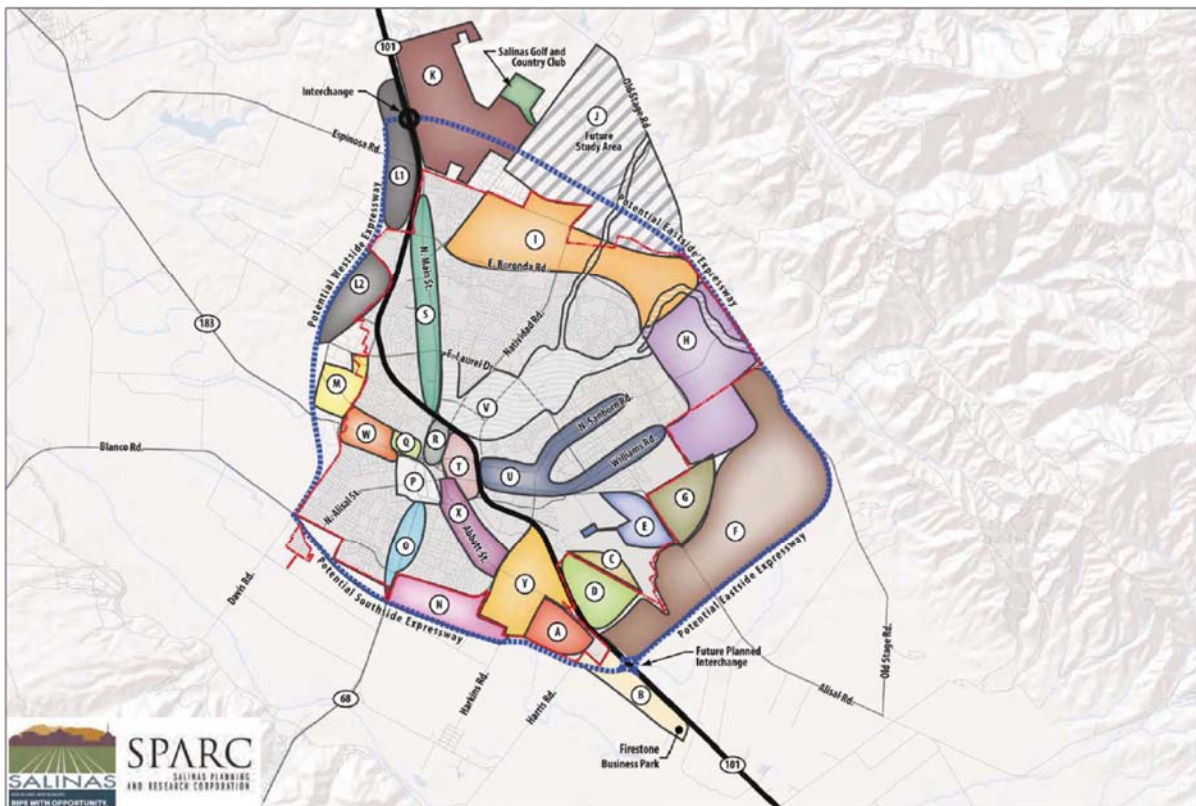 101
K
Salinas Golf and
Country Club
Interchange
J
Future
Study Area
Old Stage Rd.
Espinosa Rd.
L1
Potential Westside Expressway
Potential Eastside Expressway
I
E. Boronda Rd.
N. Main St.
L2
S
Natividad Rd.
183
H
E. Laurel Dr.
M
V
N. Sanborn Rd.
Blanco Rd.
W
Q
R
T
U
Williams Rd.
P
N. Alisal St.
X
Abbott St.
G
E
F
O
C
Y
D
Davis Rd.
Potential Southside Expressway
N
A
Potential Eastside Expressway
Future Planned
Interchange
Old Stage Rd.
Alisal Rd.
B
Harkins Rd.
Harris Rd.
68
Firestone
Business Park
101
SALINAS
RIPE WITH OPPORTUNITY.
SPARC
SALINAS PLANNING
AND RESEARCH CORPORATION